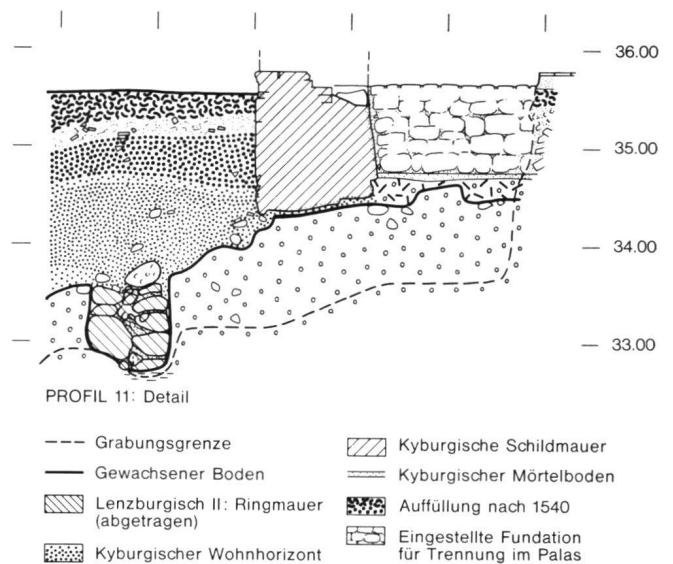 36.00
35.00
34.00
33.00
PROFIL 11: Detail
Grabungsgrenze
Gewachsener Boden
Lenzburgisch II: Ringmauer
(abgetragen)
Kyburgischer Wohnhorizont
Kyburgische Schildmauer
Kyburgischer Mörtelboden
Auffüllung nach 1540
Eingestellte Fundation
für Trennung im Palas